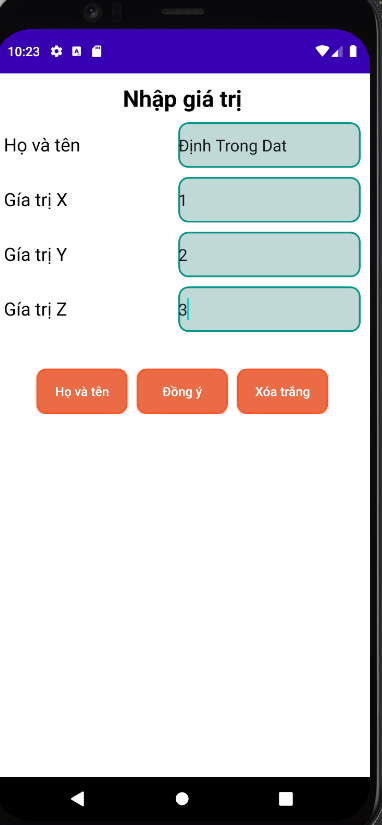 10:23
Nhập giá trị
Họ và tên Định Trong Dat
Gía trị X 1
Gía trị Y 2
Gía trị Z 3
Họ và tên Đồng ý Xóa trắng